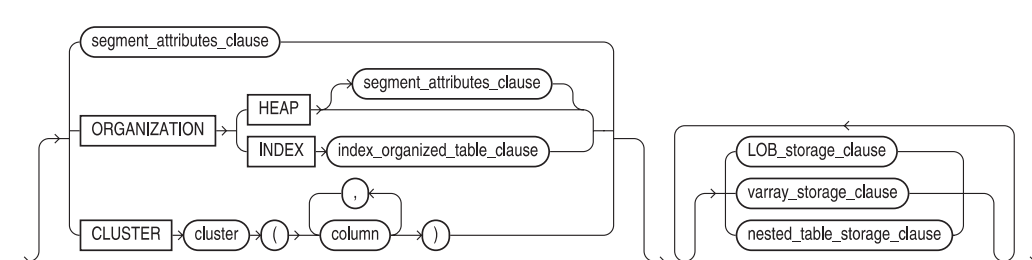 segment_attributes_clause
segment_attributes_clause
HEAP
ORGANIZATION
INDEX index_organized_table_clause
LOB_storage_clause
varray_storage_clause
,
CLUSTER cluster ( column ) nested_table_storage_clause